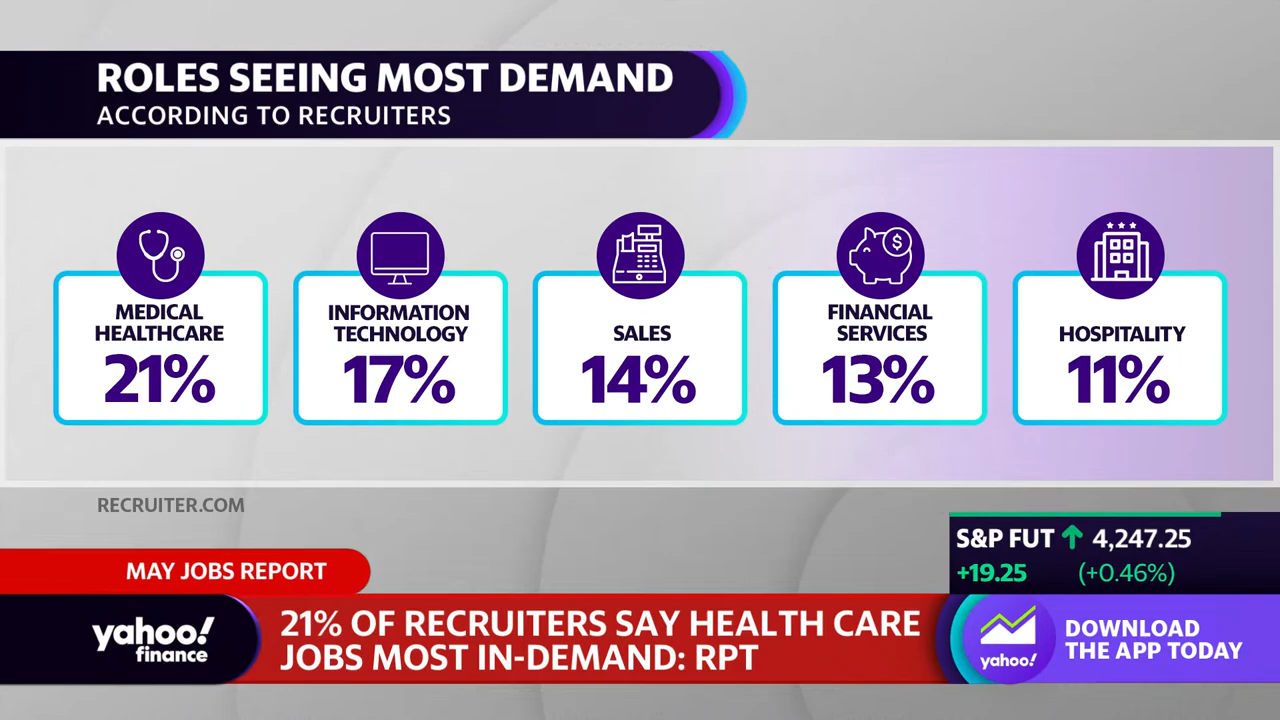 ROLES SEEING MOST DEMAND
ACCORDING TO RECRUITERS
MEDICAL
HEALTHCARE
21%
INFORMATION
TECHNOLOGY
17%
SALES
14%
$
FINANCIAL
SERVICES
13%
HOSPITALITY
11%
RECRUITER.COM
S&P FUT ↑ 4,247.25
+19.25 (+0.46%)
MAY JOBS REPORT
yahoo!
finance
21% OF RECRUITERS SAY HEALTH CARE
JOBS MOST IN-DEMAND: RPT
yahoo!
DOWNLOAD
THE APP TODAY